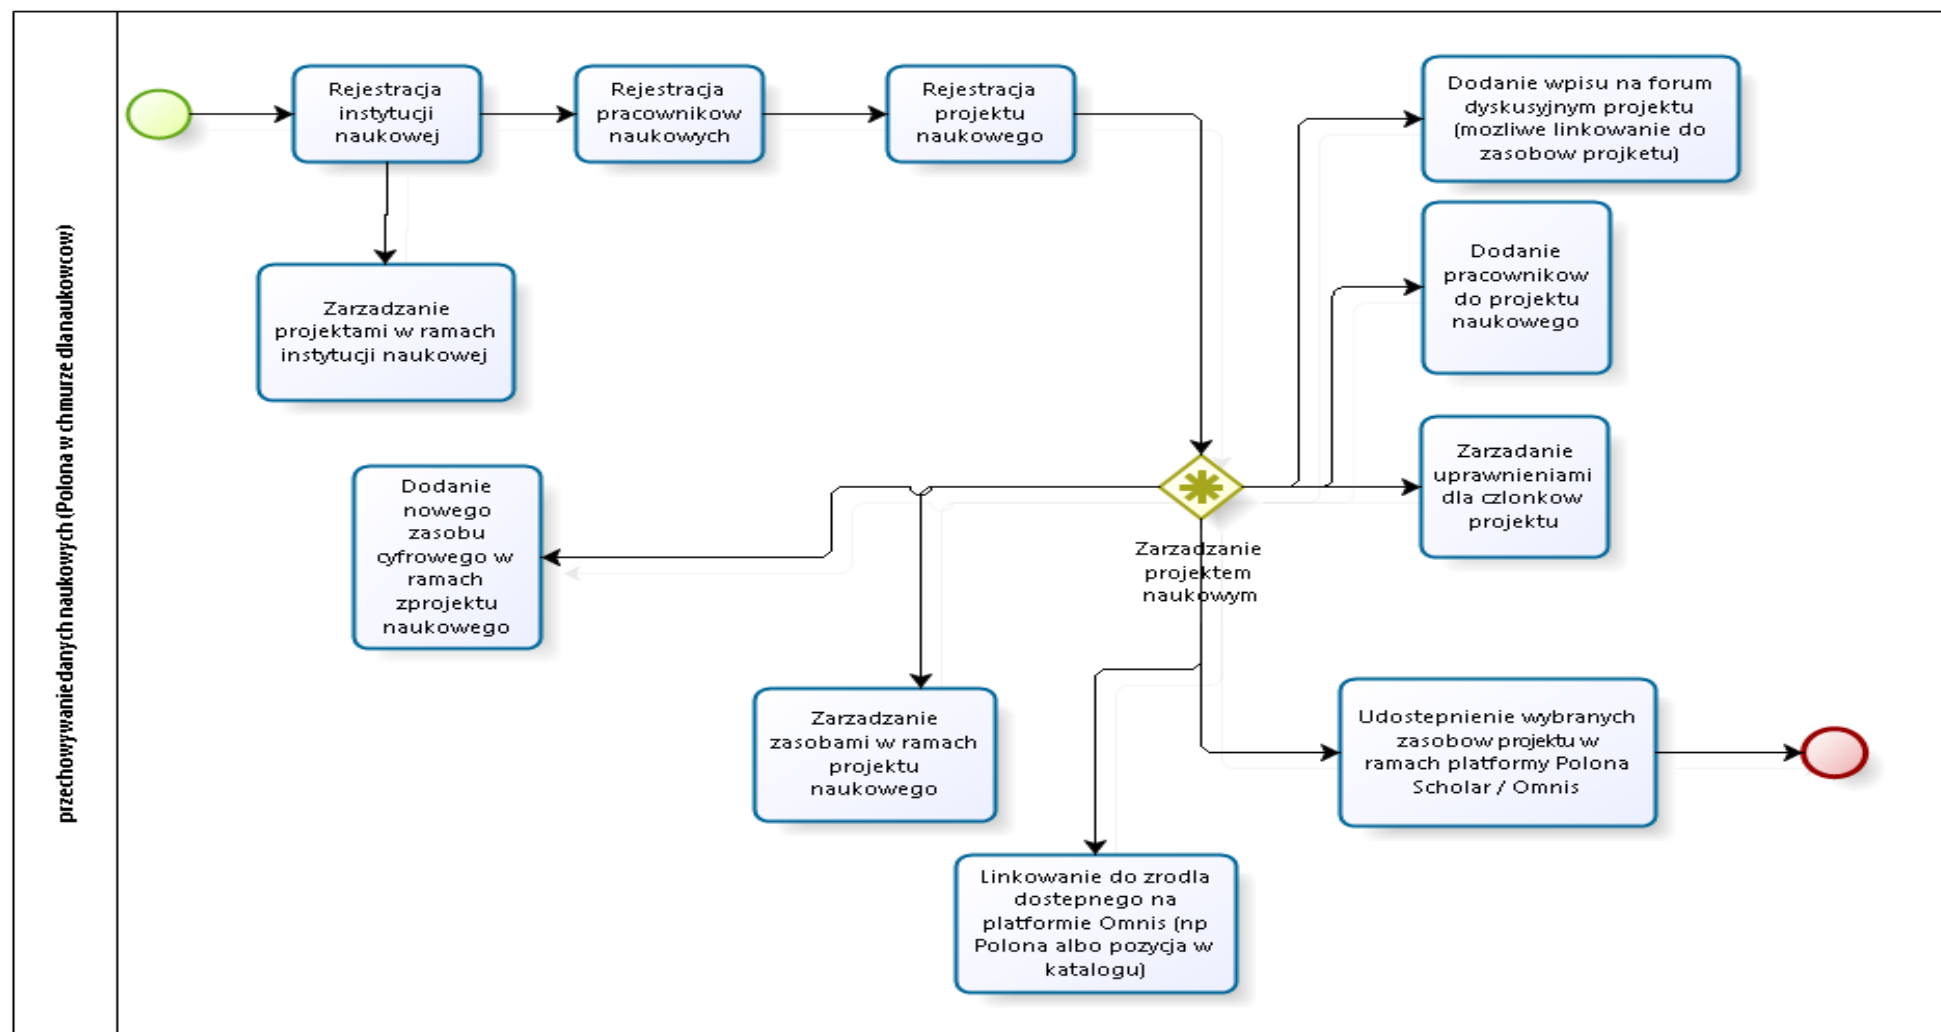 przechowywanie danych naukowych (Polona w chmurze dla naukowcow)
Rejestracja
instytucji
naukowej
Rejestracja
pracownikow
naukowych
Rejestracja
projektu
naukowego
Dodanie wpisu na forum
dyskusyjnym projektu
(mozliwe linkowanie do
zasobow projketu)
Zarzadzanie
projektami w ramach
instytucji naukowej
Dodanie
pracownikow
do projektu
naukowego
Zarzadanie
uprawnieniami
dla czlonkow
projektu
Dodanie
nowego
zasobu
cyfrowego w
ramach
zprojektu
naukowego
Zarzadzanie
projektem
naukowym
Zarzadzanie
zasobami w ramach
projektu
naukowego
Udostepnienie wybranych
zasobow projektu w
ramach platformy Polona
Scholar / Omnis
Linkowanie do zrodla
dostepnego na
platformie Omnis (np
Polona albo pozycja w
katalogu)